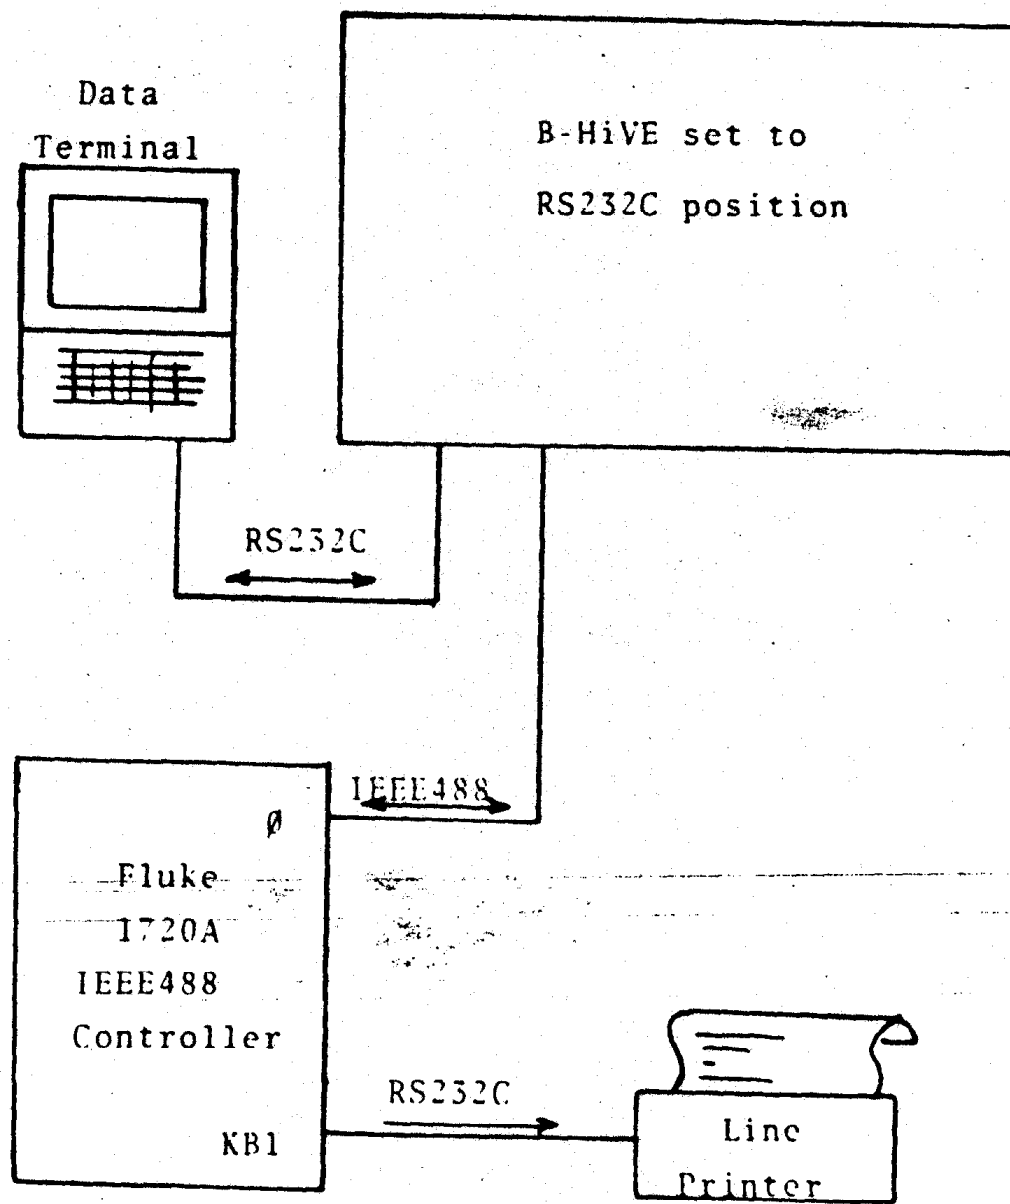 Data
Terminal
B-HiVE set to
RS232C position
RS232C
IEEE488
Ø
Fluke
1720A
IEEE488
Controller
KB1
RS232C
Line
Printer